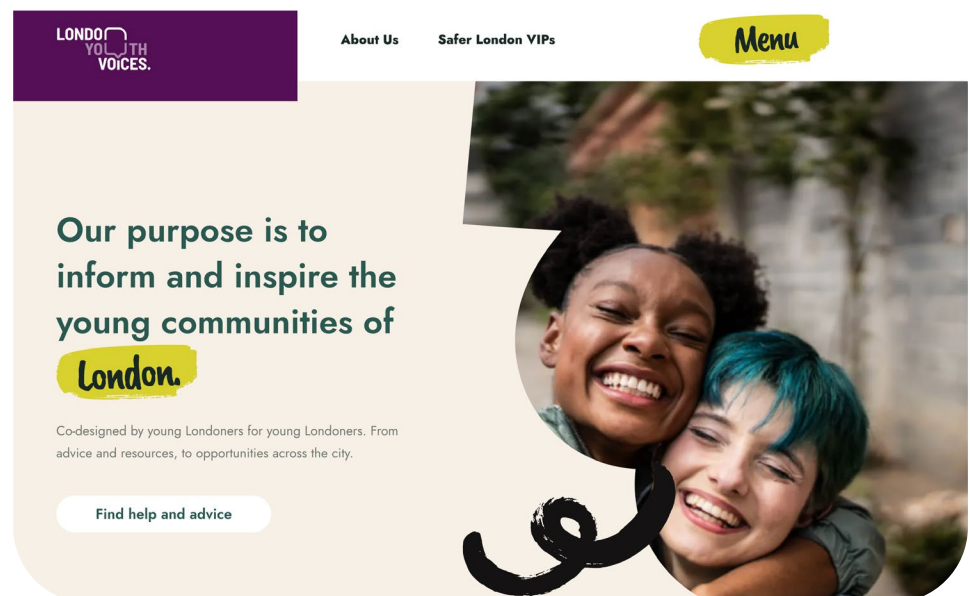 LONDO
YOUTH
VOiCES.
About Us
Safer London VIPs
Menu
Our purpose is to
inform and inspire the
young communities of
London.
Co-designed by young Londoners for young Londoners. From
advice and resources, to opportunities across the city.
Find help and advice